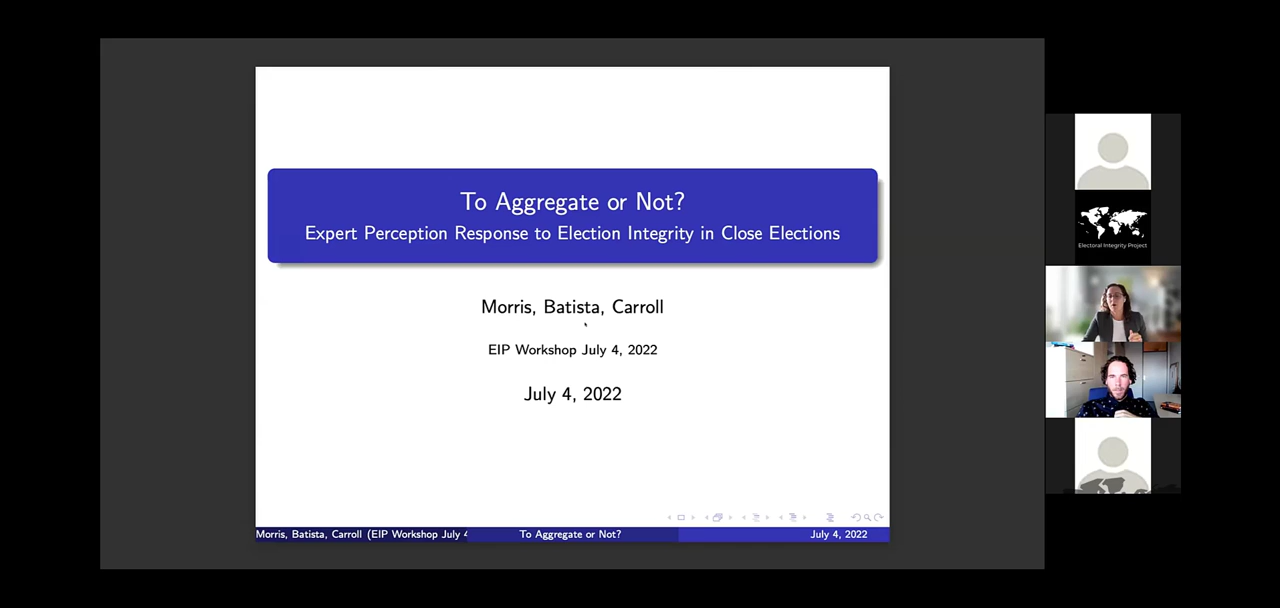 To Aggregate or Not?
Expert Perception Response to Election Integrity in Close Elections
Morris, Batista, Carroll
EIP Workshop July 4, 2022
July 4, 2022
Morris, Batista, Carroll (EIP Workshop July 4
To Aggregate or Not?
July 4, 2022
Electoral Integrity Project